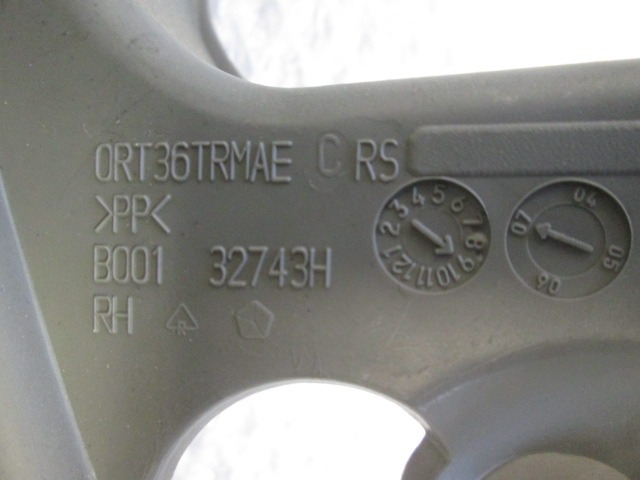 0RT36TRMAE C RS
>PP<
B001 32743H
RH R
1 2 3 4 5 6 7 8 9 10 11 12
04 05 06 07